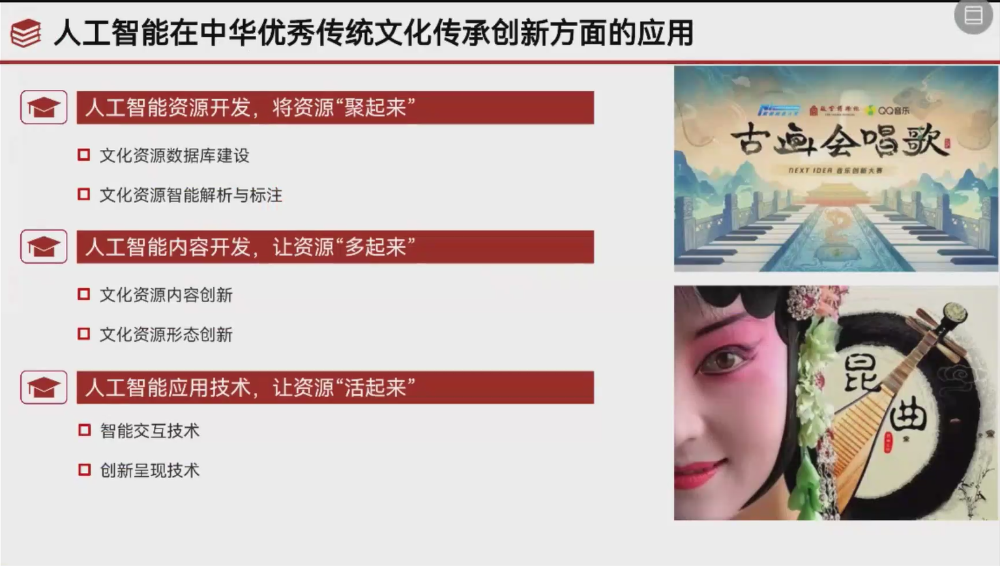 人工智能在中华优秀传统文化传承创新方面的应用
人工智能资源开发，将资源“聚起来”
文化资源数据库建设
文化资源智能解析与标注
人工智能内容开发，让资源“多起来”
文化资源内容创新
文化资源形态创新
人工智能应用技术，让资源“活起来”
智能交互技术
创新呈现技术
故宫博物院
QQ音乐
古画会唱歌
NEXT IDEA 音乐创新大赛
昆
曲